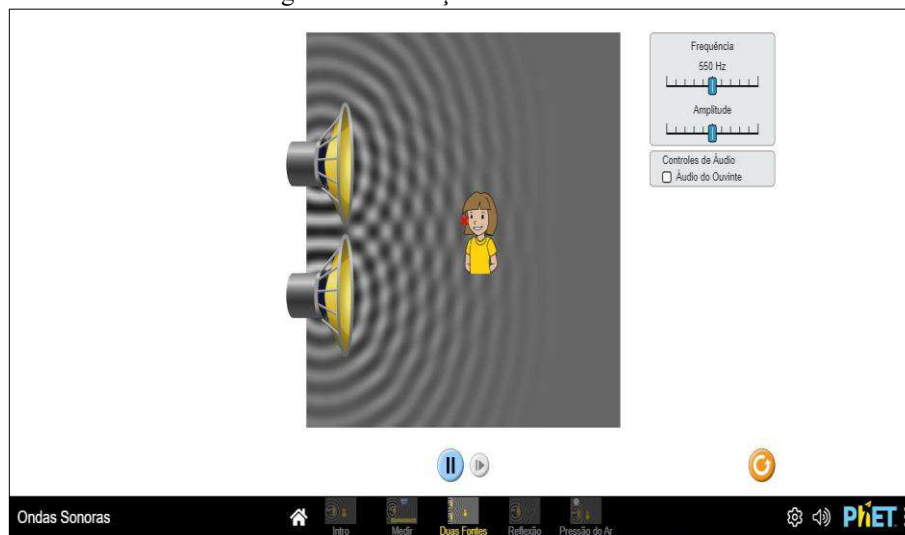 Frequência
550 Hz
Amplitude
Controles de Áudio
Áudio do Ouvinte
Ondas Sonoras
Intro
Medir
Duas Fontes
Reflexão
Pressão do Ar
PhET